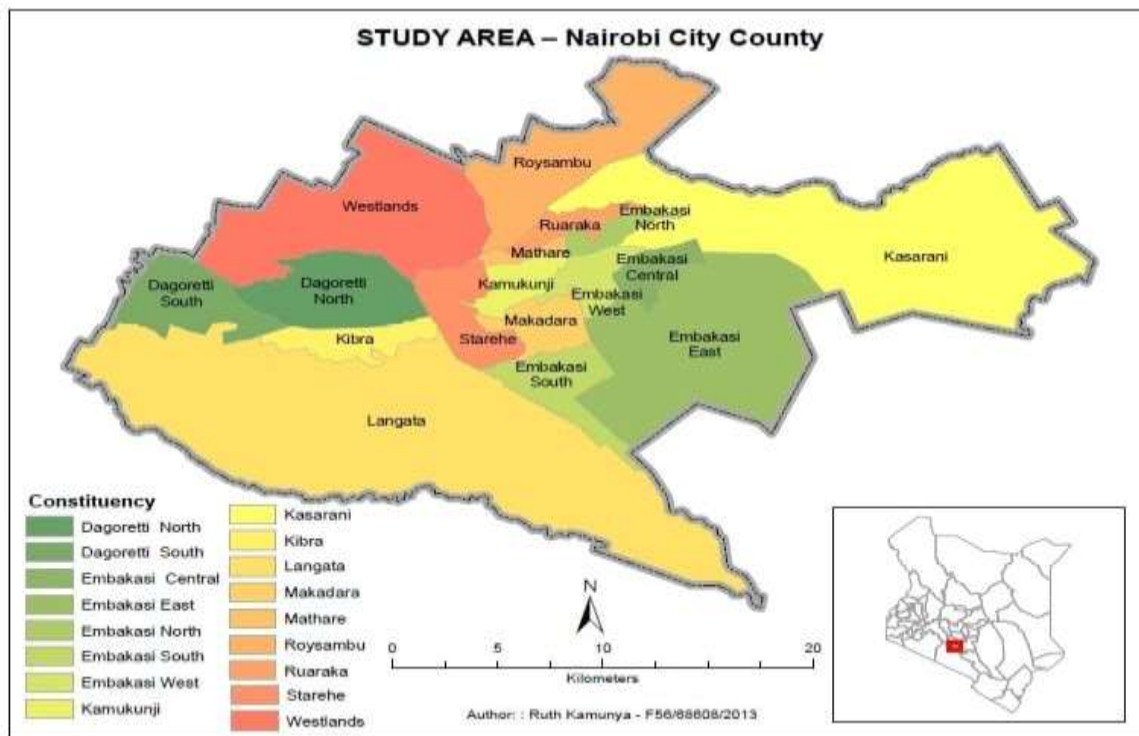 STUDY AREA – Nairobi City County
Roysambu
Westlands
Ruaraka
Embakasi
North
Mathare
Kasarani
Embakasi
Central
Dagoretti
South
Dagoretti
North
Kamukunji
Embakasi
West
Makadara
Kibra
Starehe
Embakasi
East
Embakasi
South
Langata
Constituency
Dagoretti North
Dagoretti South
Embakasi Central
Embakasi East
Embakasi North
Embakasi South
Embakasi West
Kamukunji
Kasarani
Kibra
Langata
Makadara
Mathare
Roysambu
Ruaraka
Starehe
Westlands
N
0 5 10 20
Kilometers
Author: : Ruth Kamunya - F56/68608/2013